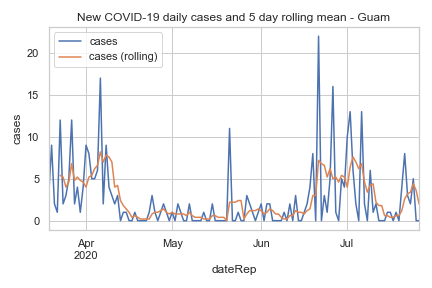 New COVID-19 daily cases and 5 day rolling mean - Guam
cases
cases (rolling)
cases
20
15
10
5
0
Apr
2020
May
Jun
Jul
dateRep